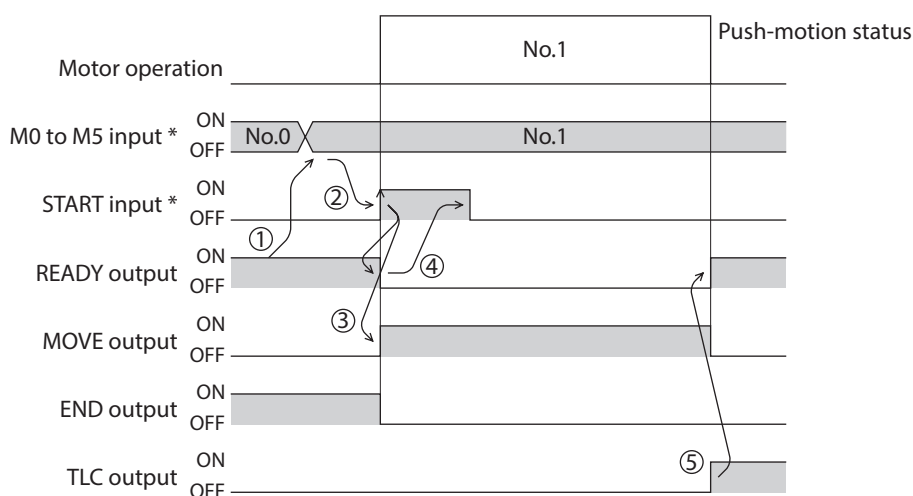 Push-motion status
No.1
Motor operation
M0 to M5 input * ON OFF No.0 No.1
START input * ON OFF ②
①
READY output ON OFF ④
MOVE output ON OFF ③
END output ON OFF
TLC output ON OFF ⑤